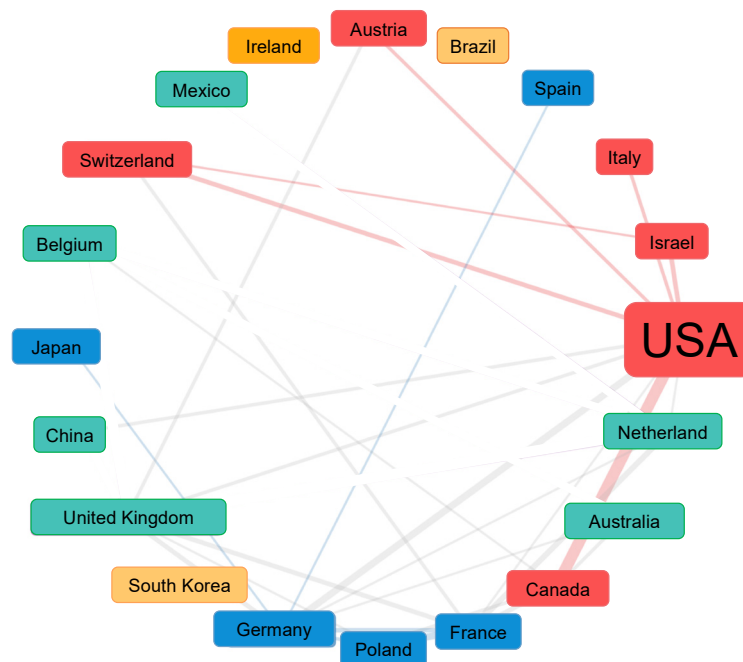 Austria
Ireland
Brazil
Mexico
Spain
Switzerland
Italy
Belgium
Israel
USA
Japan
China
Netherland
United Kingdom
Australia
South Korea
Canada
Germany
France
Poland